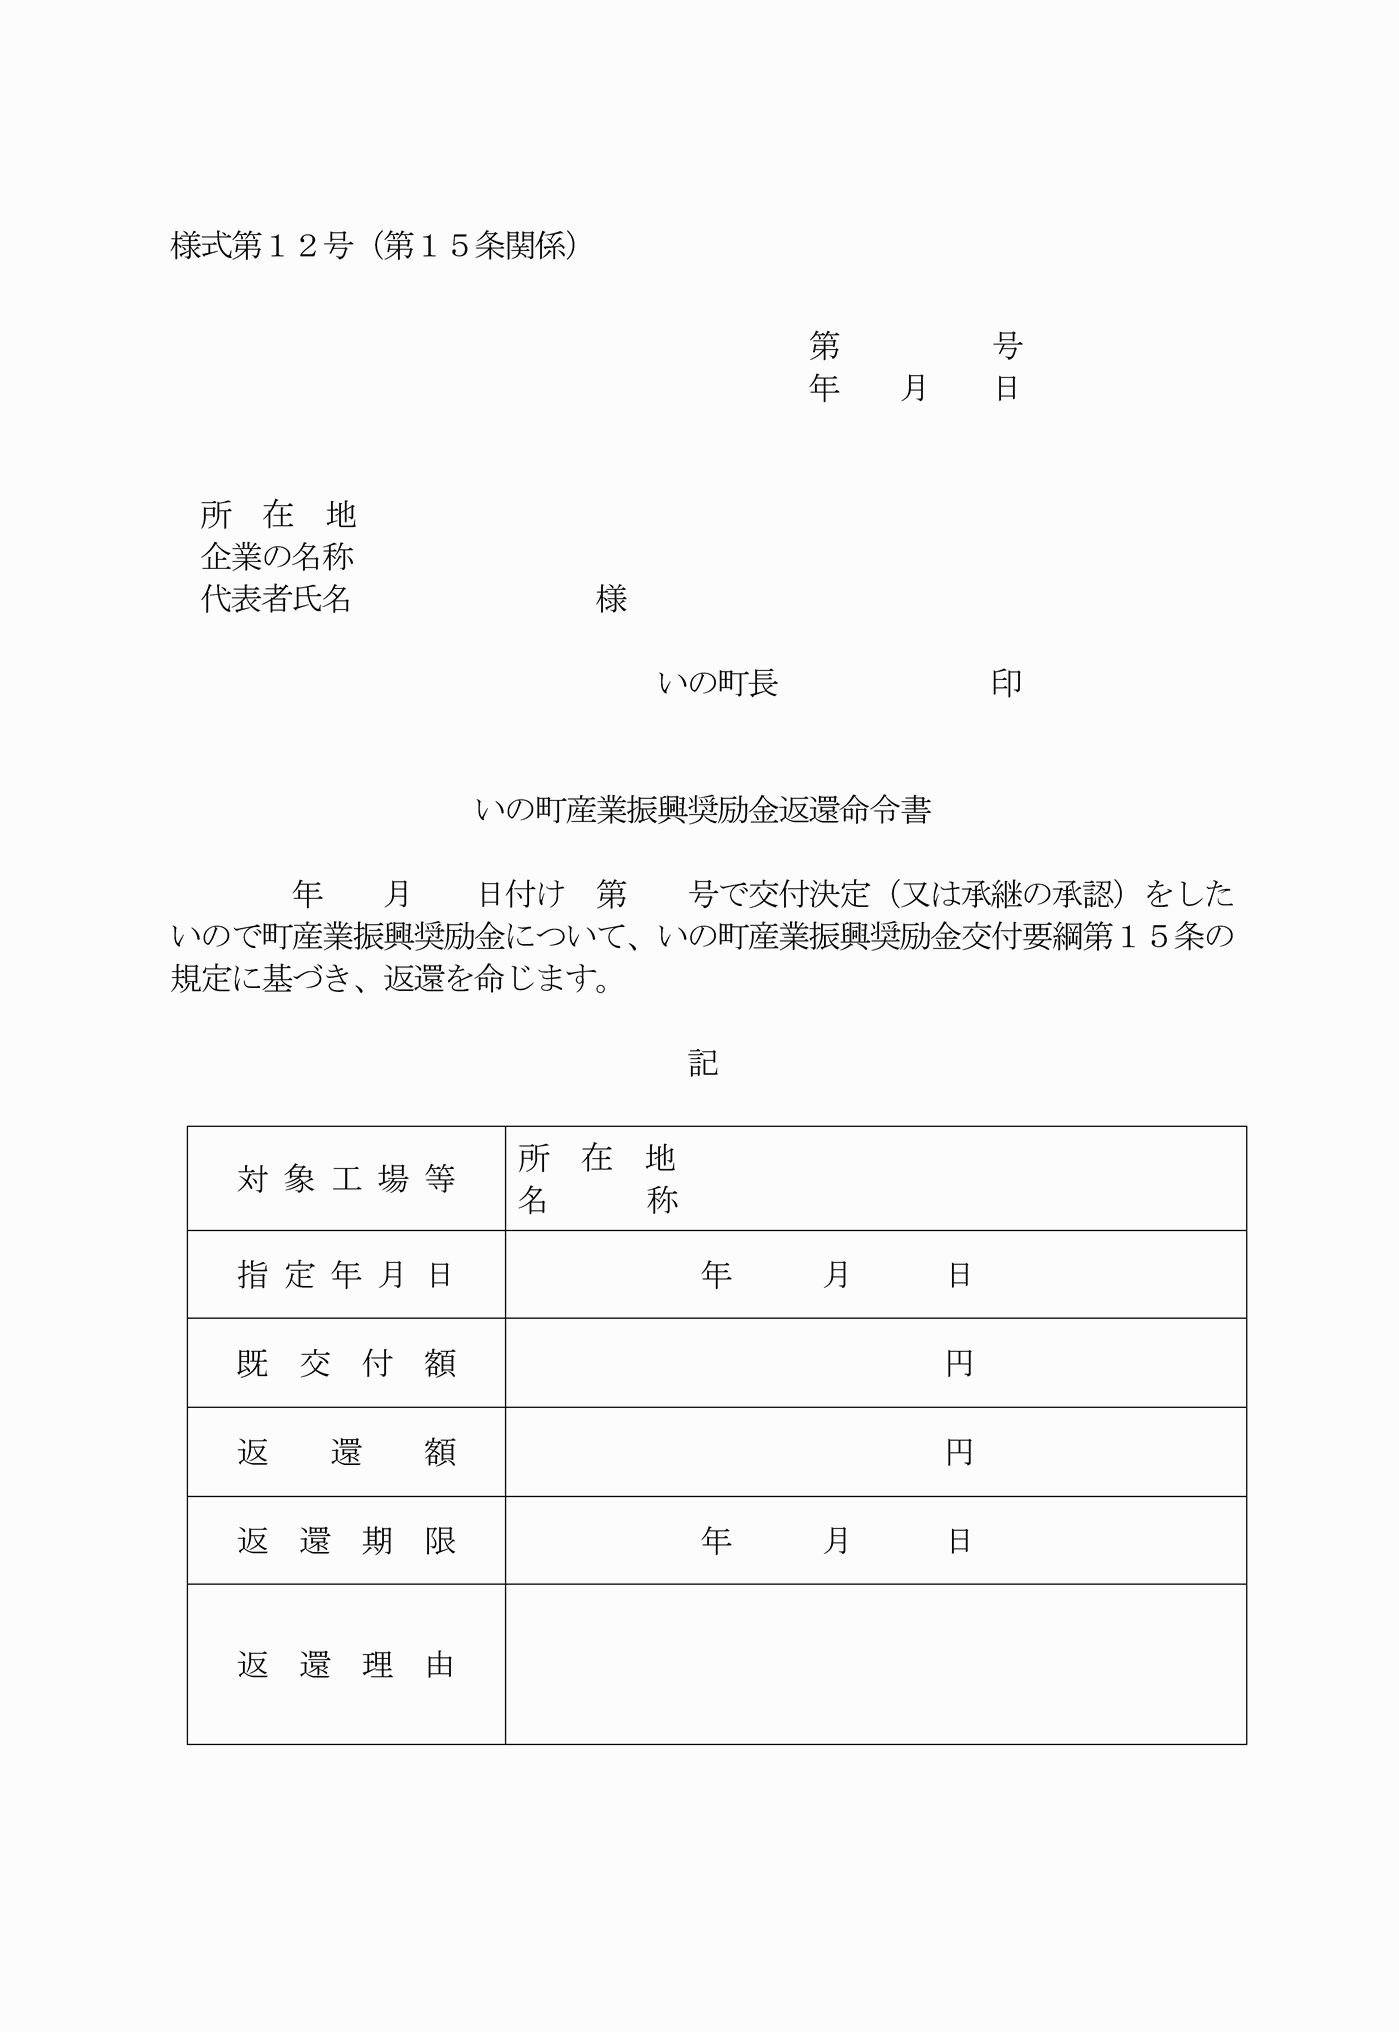 様式第１２号（第１５条関係）
第　　　　　号
年　　月　　日
所　在　地
企業の名称
代表者氏名　　　　　　　　様
いの町長　　　　　　　印
いの町産業振興奨励金返還命令書
年　　月　　日付け　第　　号で交付決定（又は承継の承認）をした
いので町産業振興奨励金について、いの町産業振興奨励金交付要綱第１５条の
規定に基づき、返還を命じます。
記
対象工場等
所　在　地
名　　　称
指定年月日　　年　　　月　　　日
既交付額　　円
返還額　　円
返還期限　　年　　　月　　　日
返還理由